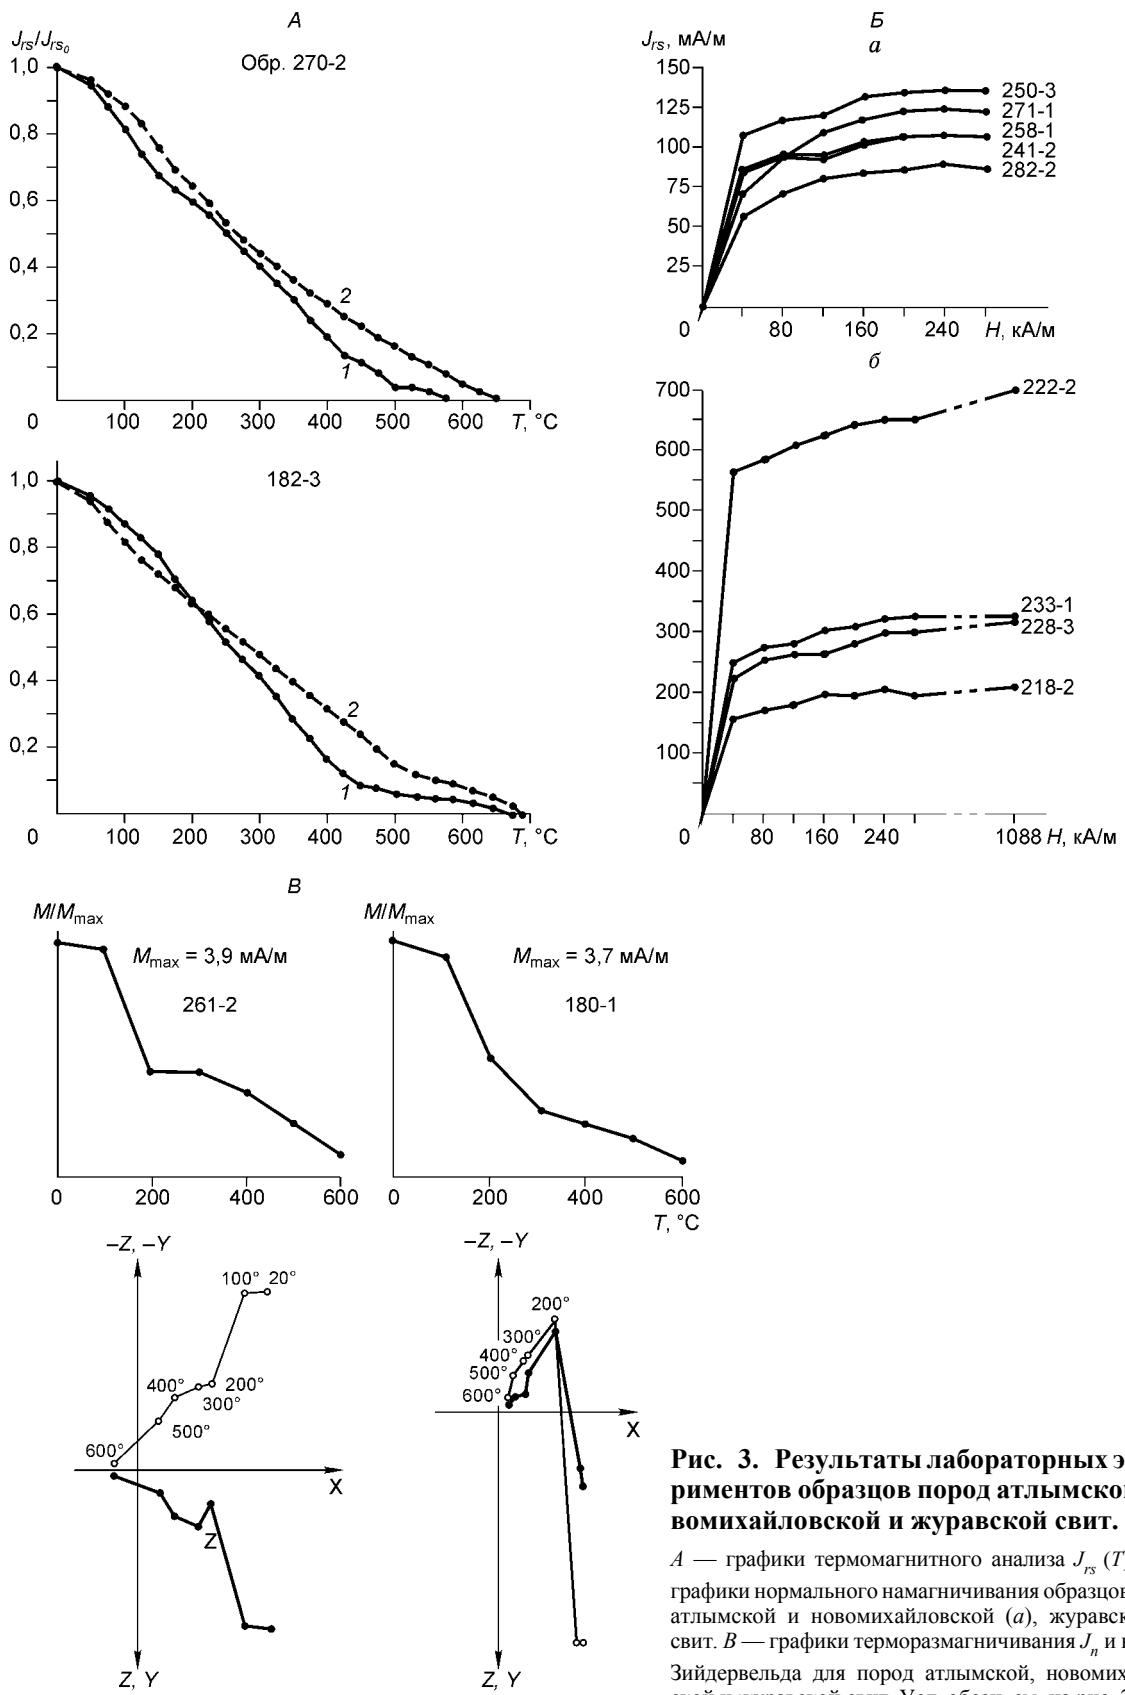 А
J_rs/J_rs₀
Обр. 270-2
1,0
0,8
0,6
0,4
0,2
0
2
1
100 200 300 400 500 600 T, °C
182-3
1,0
0,8
0,6
0,4
0,2
0
2
1
100 200 300 400 500 600 T, °C
Б
а
J_rs, мА/м
150
125
100
75
50
25
0
250-3
271-1
258-1
241-2
282-2
80 160 240 H, кА/м
б
700
600
500
400
300
200
100
0
222-2
233-1
228-3
218-2
80 160 240 1088 H, кА/м
В
M/M_max
M_max = 3,9 мА/м
261-2
0 200 400 600
M/M_max
M_max = 3,7 мА/м
180-1
0 200 400 600
T, °C
–Z, –Y
100° 20°
400° 200°
300°
500°
600°
X
Z
Z, Y
–Z, –Y
200°
300°
400°
500°
600°
X
Z, Y
Рис. 3. Результаты лабораторных э
риментов образцов пород атлымско
вомихайловской и журавской свит.
А — графики термомагнитного анализа J_rs (T
графики нормального намагничивания образцов
атлымской и новомихайловской (а), журавск
свит. В — графики терморазмагничивания J_n и
Зийдервельда для пород атлымской, новомих